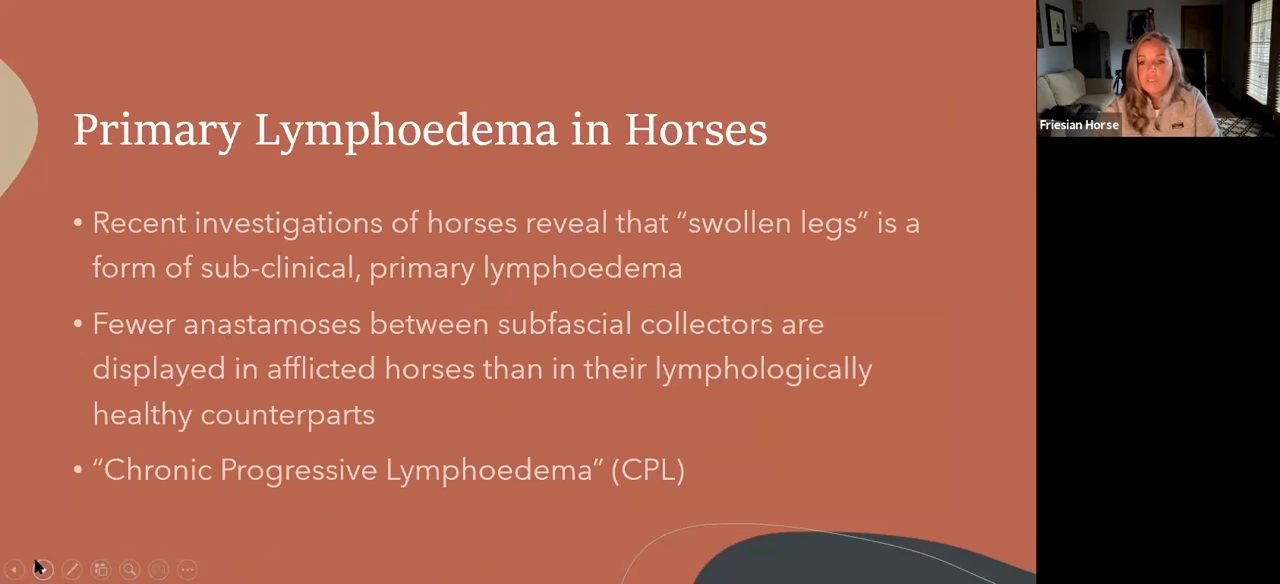 Primary Lymphoedema in Horses
• Recent investigations of horses reveal that “swollen legs” is a
form of sub-clinical, primary lymphoedema
• Fewer anastamoses between subfascial collectors are
displayed in afflicted horses than in their lymphologically
healthy counterparts
• “Chronic Progressive Lymphoedema” (CPL)
Friesian Horse